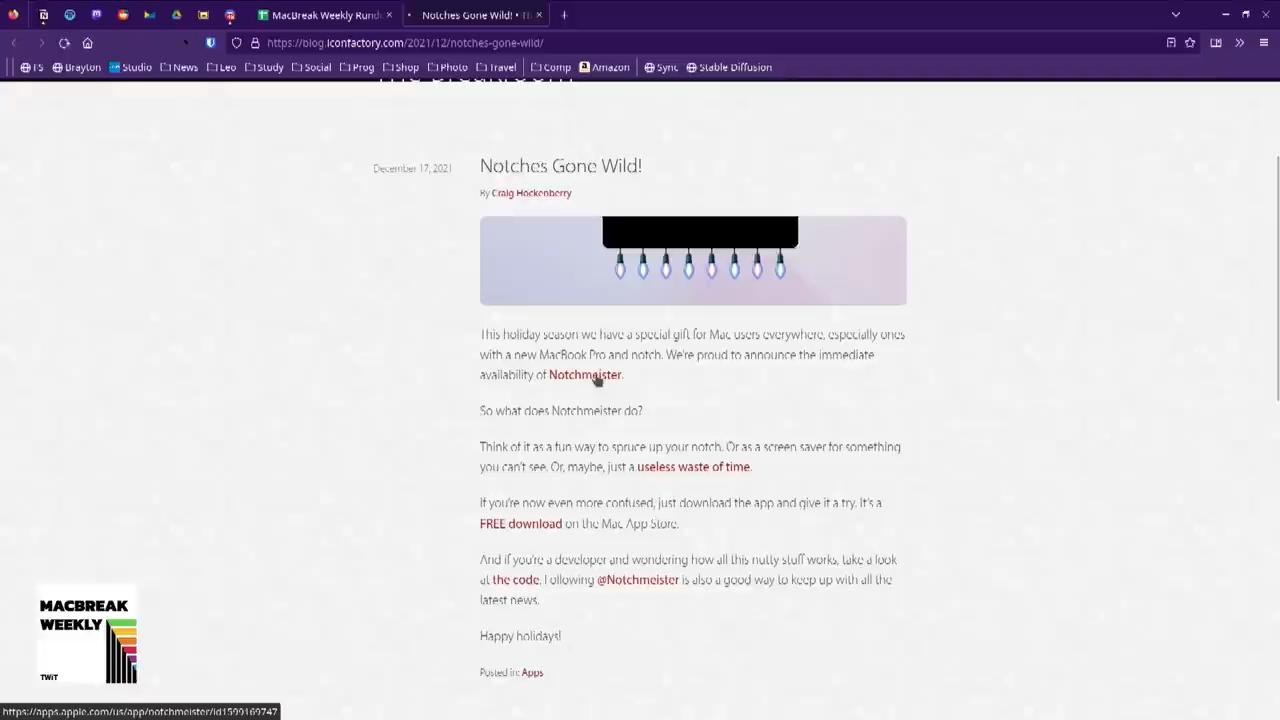 MacBreak Weekly Rund
Notches Gone Wild! • Th
https://blog.iconfactory.com/2021/12/notches-gone-wild/
FS Brayton Studio News Leo Study Social Prog Shop Photo Travel Comp Amazon Sync Stable Diffusion
The Breakroom
December 17, 2021
Notches Gone Wild!
By Craig Hockenberry
This holiday season we have a special gift for Mac users everywhere, especially ones
with a new MacBook Pro and notch. We're proud to announce the immediate
availability of Notchmeister.
So what does Notchmeister do?
Think of it as a fun way to spruce up your notch. Or as a screen saver for something
you can't see. Or, maybe, just a useless waste of time.
If you're now even more confused, just download the app and give it a try. It's a
FREE download on the Mac App Store.
And if you're a developer and wondering how all this nutty stuff works, take a look
at the code. Following @Notchmeister is also a good way to keep up with all the
latest news.
Happy holidays!
Posted in: Apps
MACBREAK
WEEKLY
TWiT
https://apps.apple.com/us/app/notchmeister/id1599169747